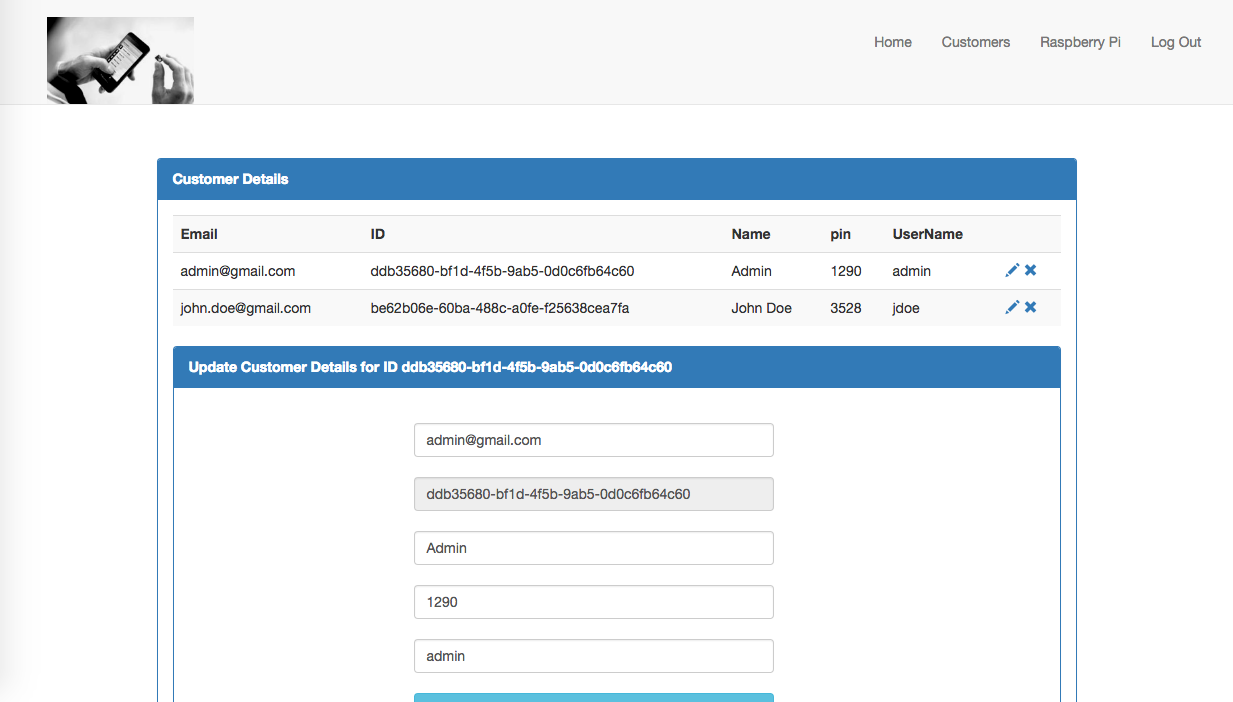 Home Customers Raspberry Pi Log Out
Customer Details
Email ID Name pin UserName
admin@gmail.com ddb35680-bf1d-4f5b-9ab5-0d0c6fb64c60 Admin 1290 admin
john.doe@gmail.com be62b06e-60ba-488c-a0fe-f25638cea7fa John Doe 3528 jdoe
Update Customer Details for ID ddb35680-bf1d-4f5b-9ab5-0d0c6fb64c60
admin@gmail.com
ddb35680-bf1d-4f5b-9ab5-0d0c6fb64c60
Admin
1290
admin